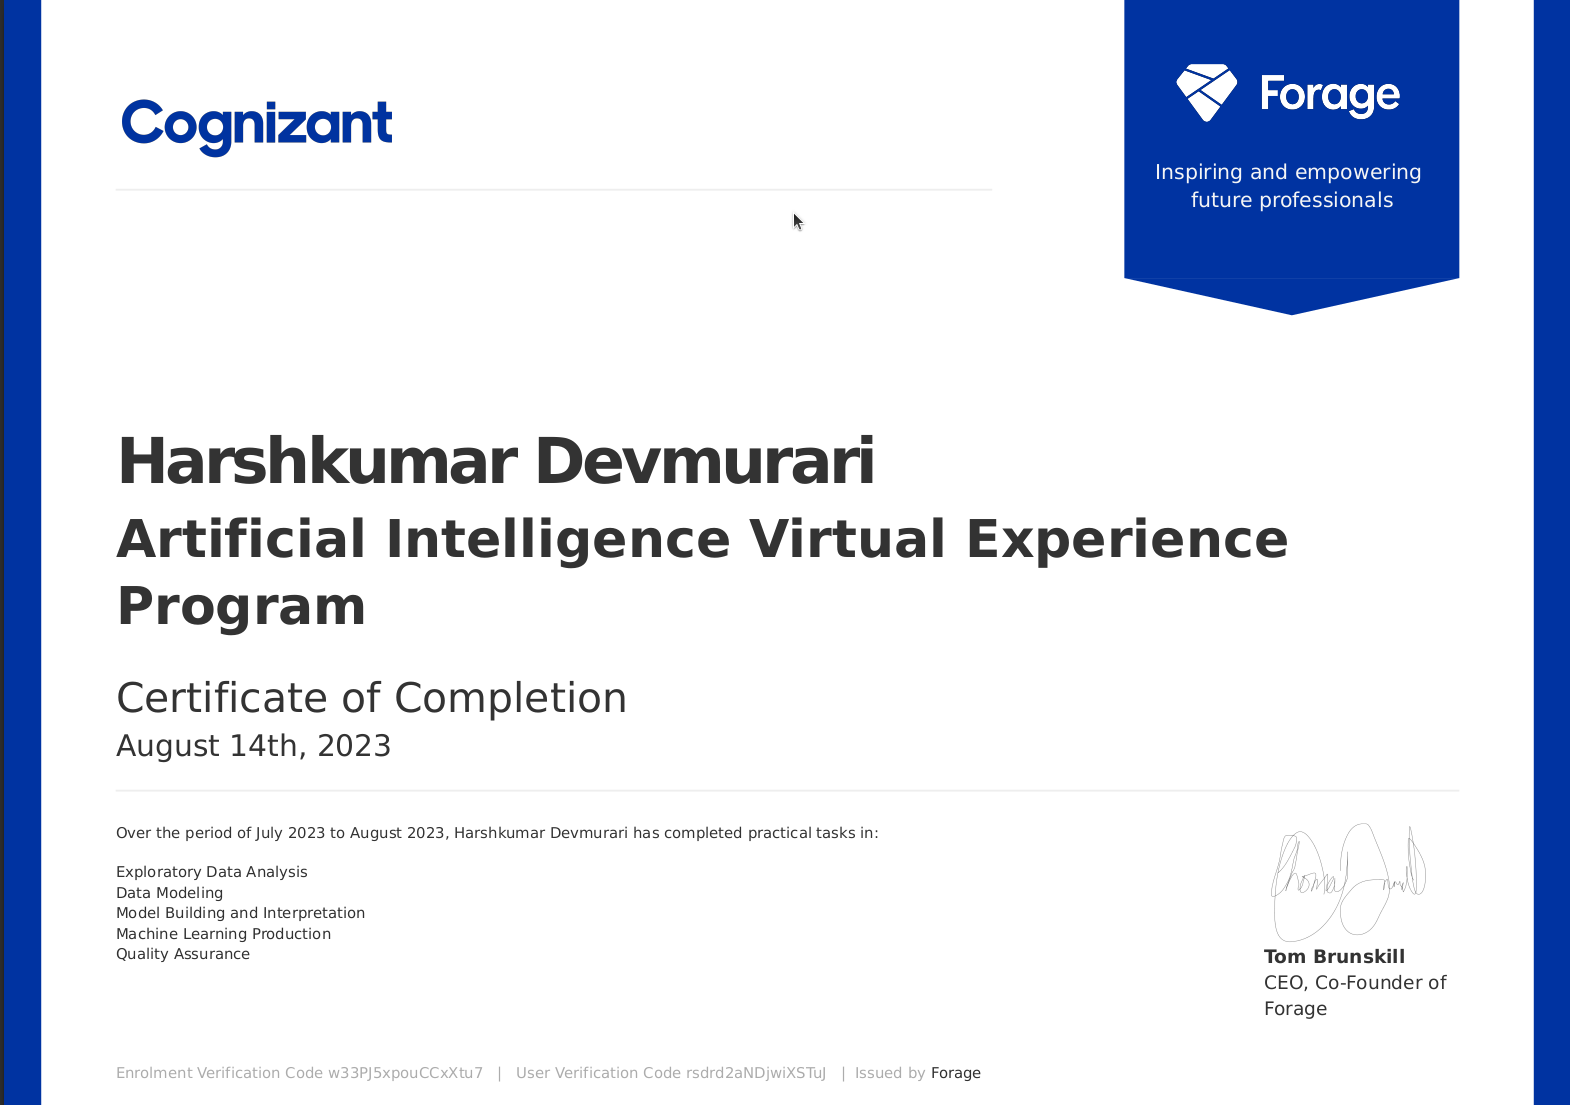 Cognizant
Forage
Inspiring and empowering
future professionals
Harshkumar Devmurari
Artificial Intelligence Virtual Experience
Program
Certificate of Completion
August 14th, 2023
Over the period of July 2023 to August 2023, Harshkumar Devmurari has completed practical tasks in:
Exploratory Data Analysis
Data Modeling
Model Building and Interpretation
Machine Learning Production
Quality Assurance
Tom Brunskill
CEO, Co-Founder of
Forage
Enrolment Verification Code w33PJ5xpouCCxXtu7 | User Verification Code rsdrd2aNDjwiXSTuJ | Issued by Forage